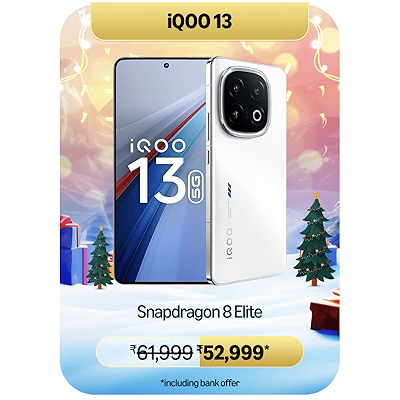 iQOO 13
iQOO
13 5G
iQOO
Snapdragon 8 Elite
₹61,999 ₹52,999*
*including bank offer